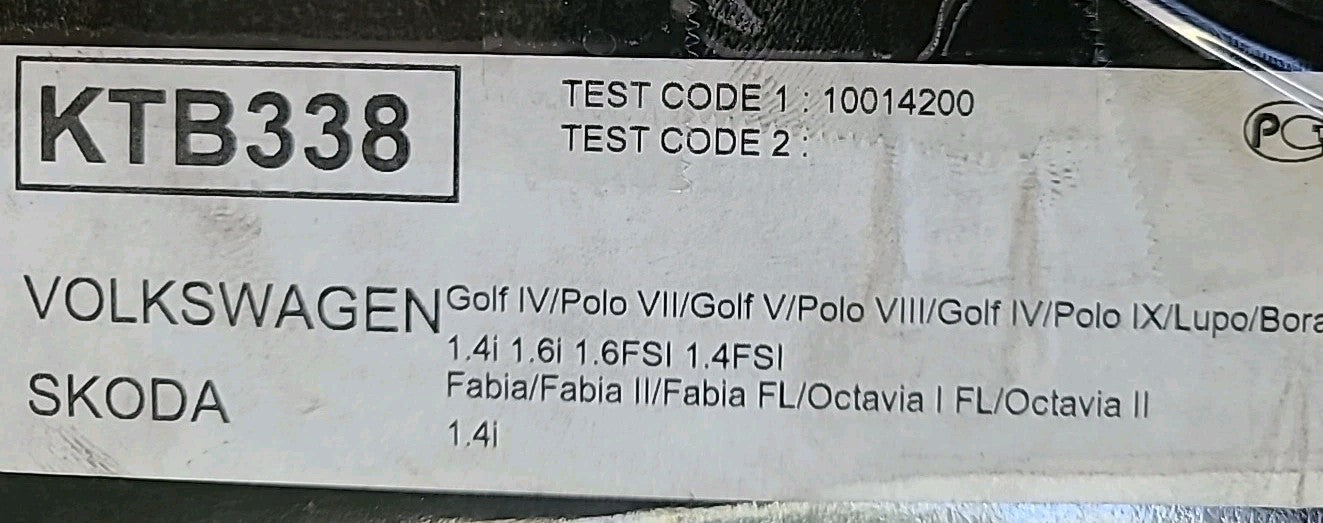 KTB338
TEST CODE 1 : 10014200
TEST CODE 2 :
VOLKSWAGEN Golf IV/Polo VII/Golf V/Polo VIII/Golf IV/Polo IX/Lupo/Bora
1.4i 1.6i 1.6FSI 1.4FSI
SKODA Fabia/Fabia II/Fabia FL/Octavia I FL/Octavia II
1.4i